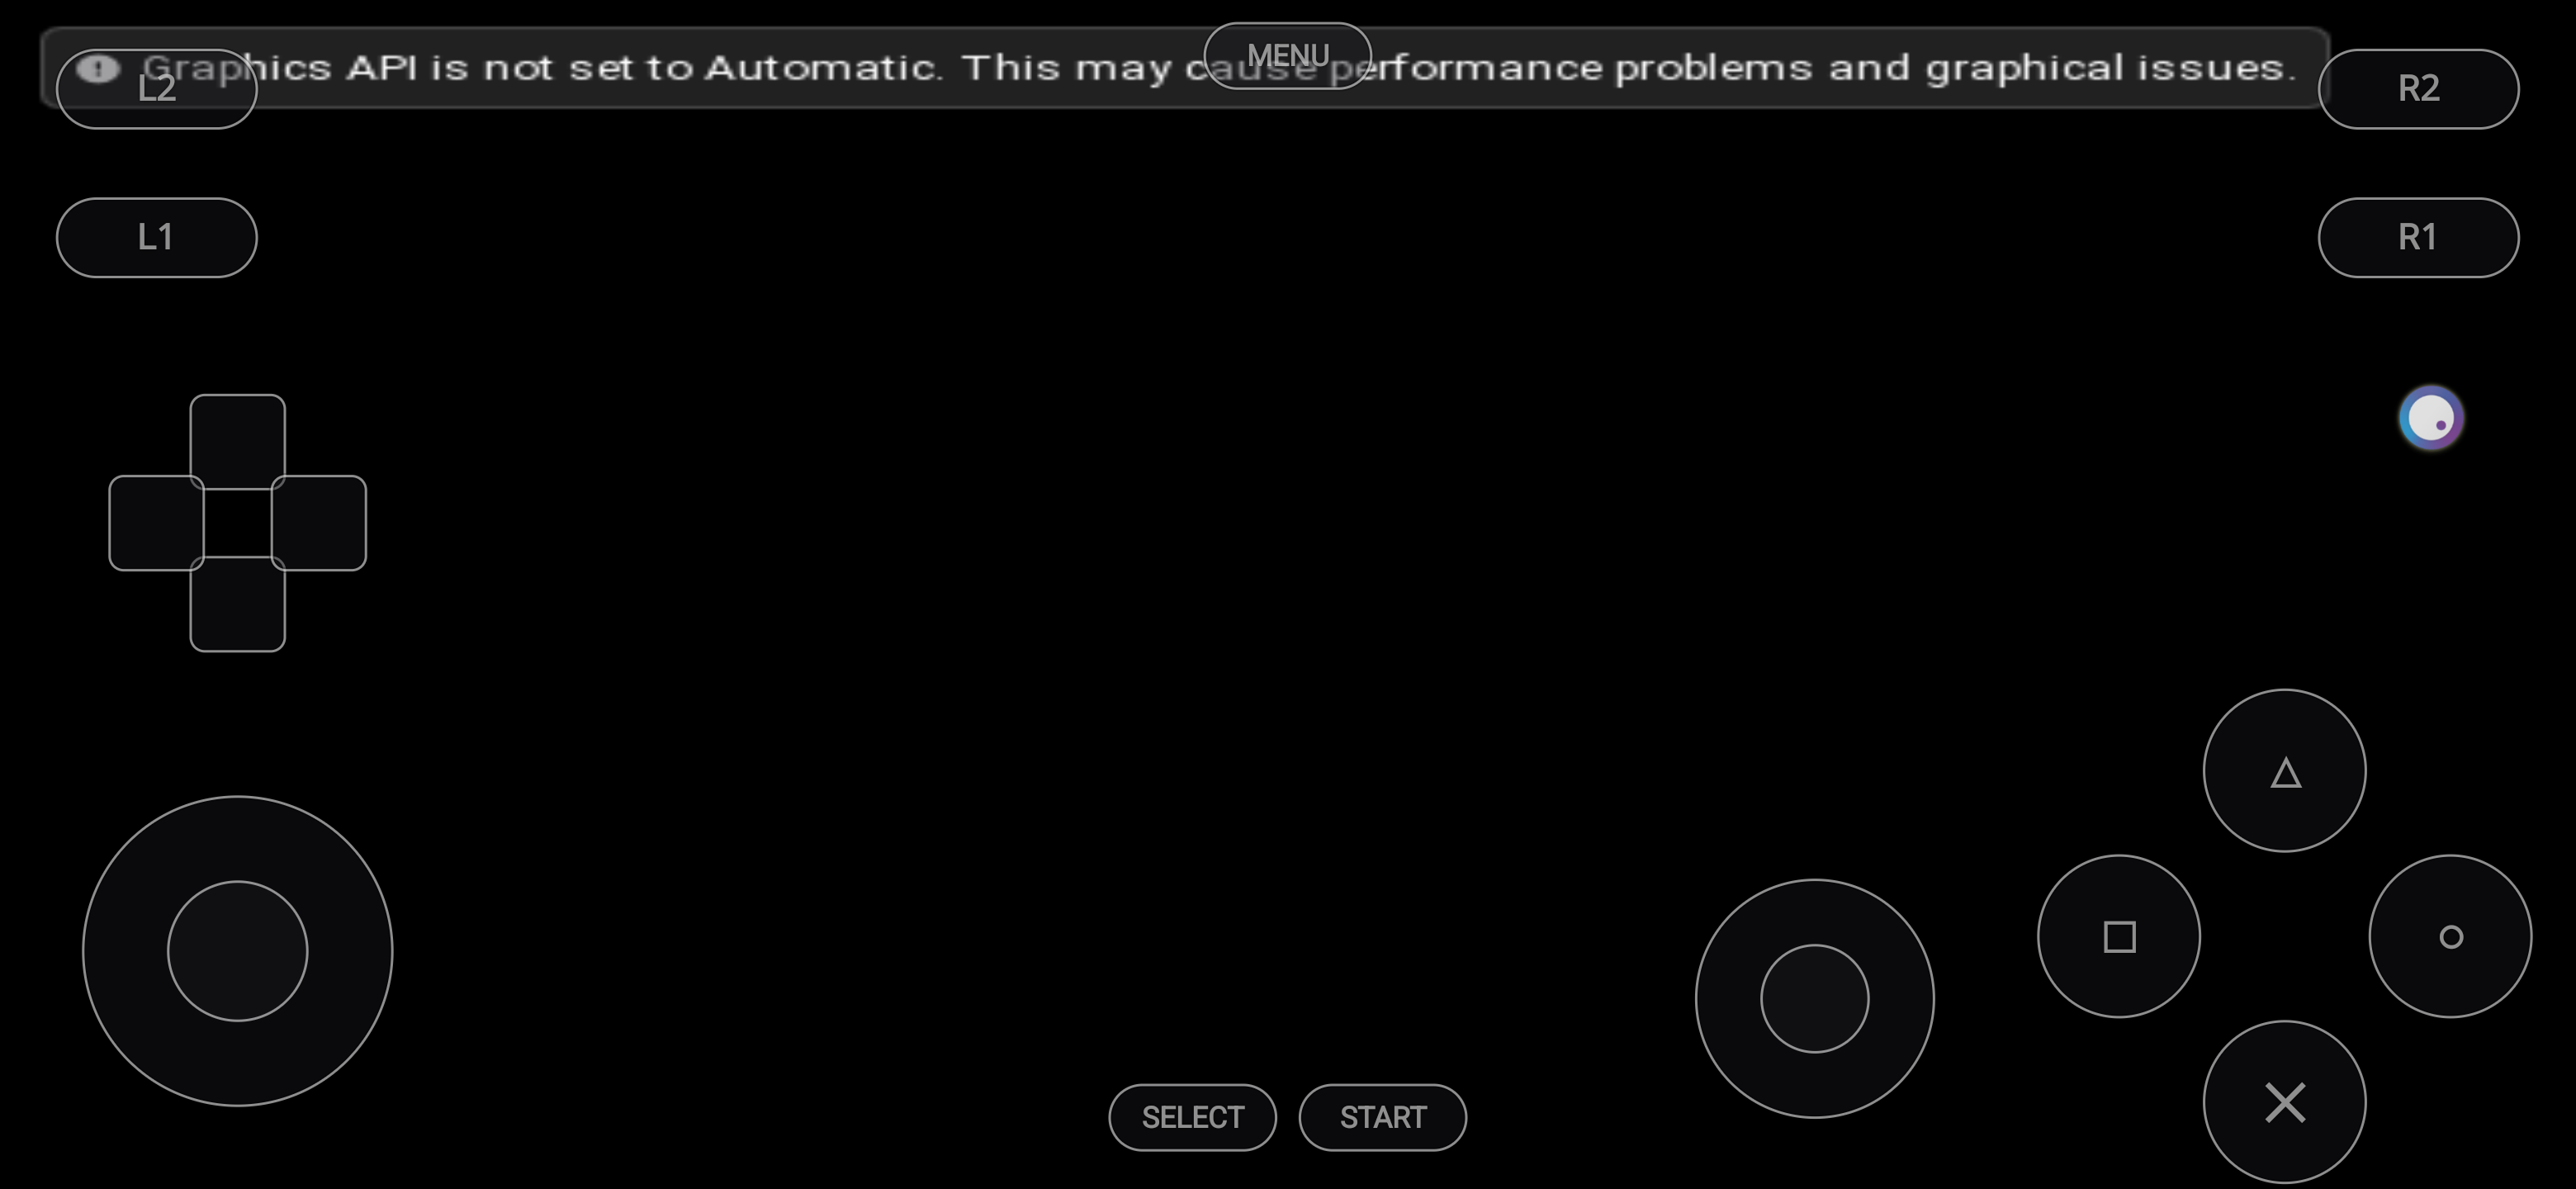 Graphics API is not set to Automatic. This may cause performance problems and graphical issues.
MENU
L2
R2
L1
R1
SELECT
START